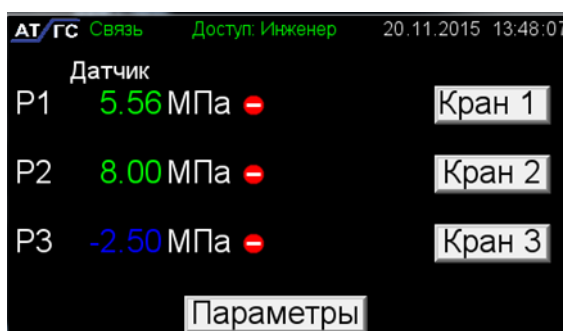 АТ/ГС Связь Доступ: Инженер 20.11.2015 13:48:07
Датчик
P1 5.56 МПа Кран 1
P2 8.00 МПа Кран 2
P3 -2.50 МПа Кран 3
Параметры